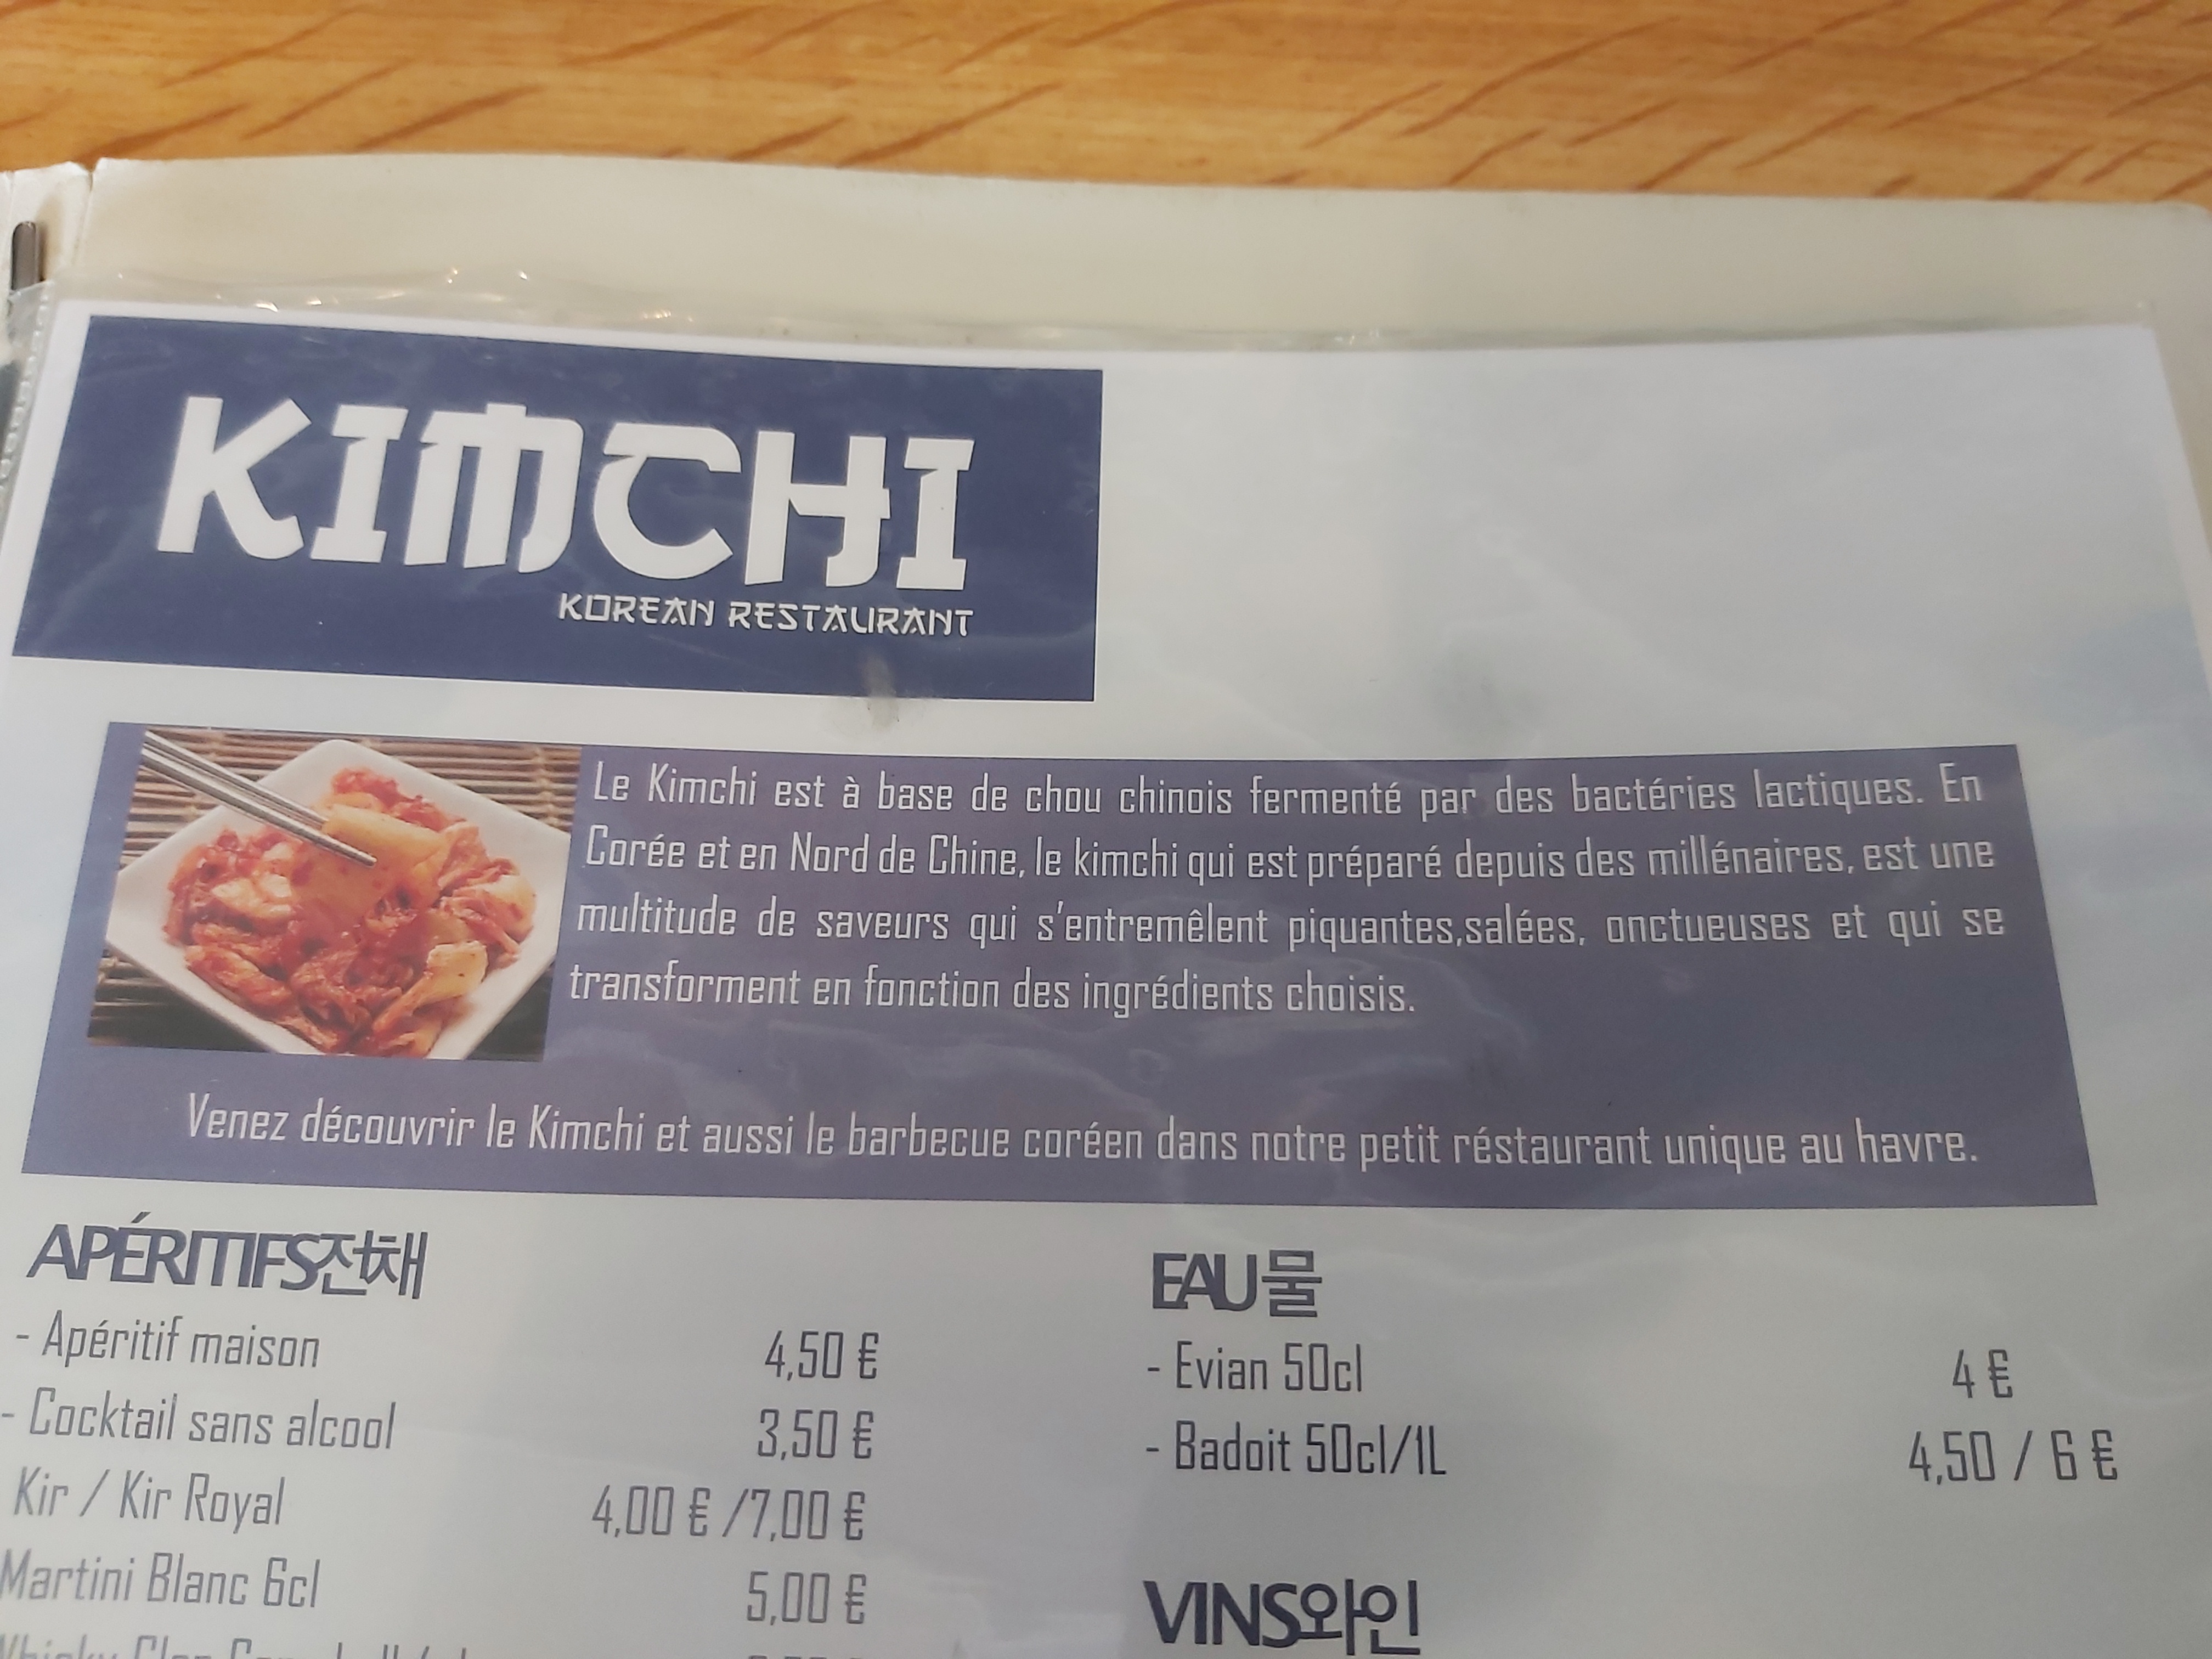 KIMCHI
KOREAN RESTAURANT
Le Kimchi est à base de chou chinois fermenté par des bactéries lactiques. En
Corée et en Nord de Chine, le kimchi qui est préparé depuis des millénaires, est une
multitude de saveurs qui s'entremêlent piquantes,salées, onctueuses et qui se
transforment en fonction des ingrédients choisis.
Venez découvrir le Kimchi et aussi le barbecue coréen dans notre petit réstaurant unique au havre.
APÉRITIFS전채
- Apéritif maison 4,50 €
- Cocktail sans alcool 3,50 €
Kir / Kir Royal 4,00 € /7,00 €
Martini Blanc 6cl 5,00 €
EAU물
- Evian 50cl 4 €
- Badoit 50cl/1L 4,50 / 6 €
VINS와인